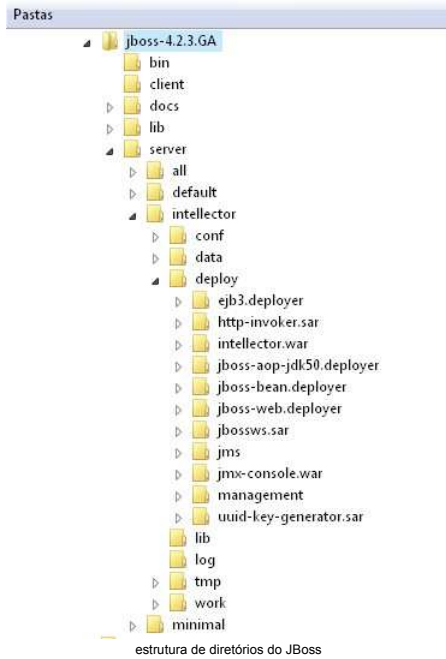 Pastas
jboss-4.2.3.GA
bin
client
docs
lib
server
all
default
intellector
conf
data
deploy
ejb3.deployer
http-invoker.sar
intellector.war
jboss-aop-jdk50.deployer
jboss-bean.deployer
jboss-web.deployer
jbossws.sar
jms
jmx-console.war
management
uuid-key-generator.sar
lib
log
tmp
work
minimal
estrutura de diretórios do JBoss